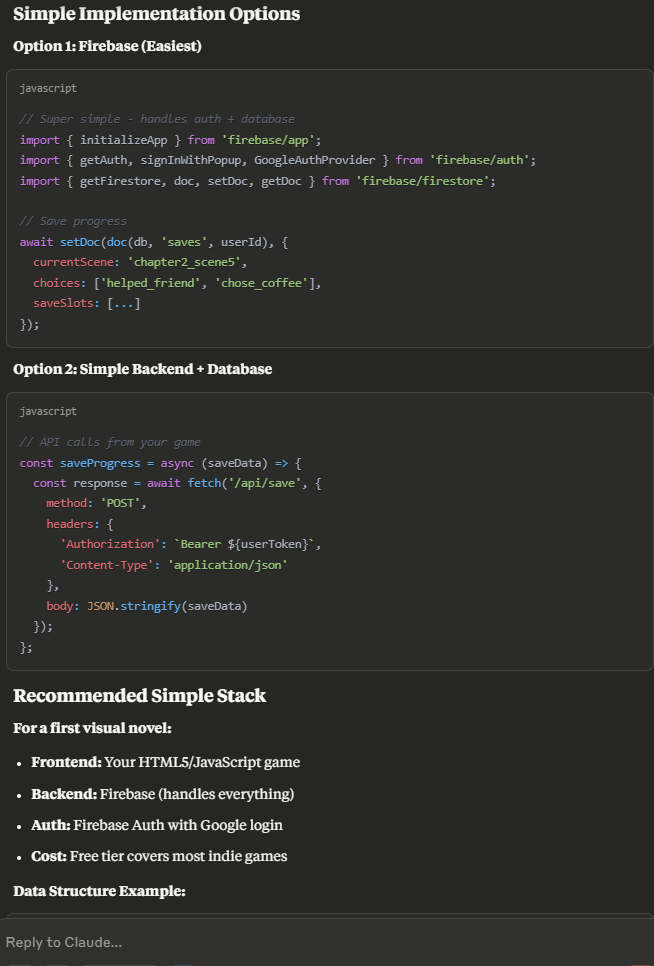 Simple Implementation Options
Option 1: Firebase (Easiest)
javascript
// Super simple - handles auth + database
import { initializeApp } from 'firebase/app';
import { getAuth, signInWithPopup, GoogleAuthProvider } from 'firebase/auth';
import { getFirestore, doc, setDoc, getDoc } from 'firebase/firestore';
// Save progress
await setDoc(doc(db, 'saves', userId), {
  currentScene: 'chapter2_scene5',
  choices: ['helped_friend', 'chose_coffee'],
  saveSlots: [...]
});
Option 2: Simple Backend + Database
javascript
// API calls from your game
const saveProgress = async (saveData) => {
  const response = await fetch('/api/save', {
    method: 'POST',
    headers: {
      'Authorization': `Bearer ${userToken}`,
      'Content-Type': 'application/json'
    },
    body: JSON.stringify(saveData)
  });
};
Recommended Simple Stack
For a first visual novel:
• Frontend: Your HTML5/JavaScript game
• Backend: Firebase (handles everything)
• Auth: Firebase Auth with Google login
• Cost: Free tier covers most indie games
Data Structure Example:
Reply to Claude...